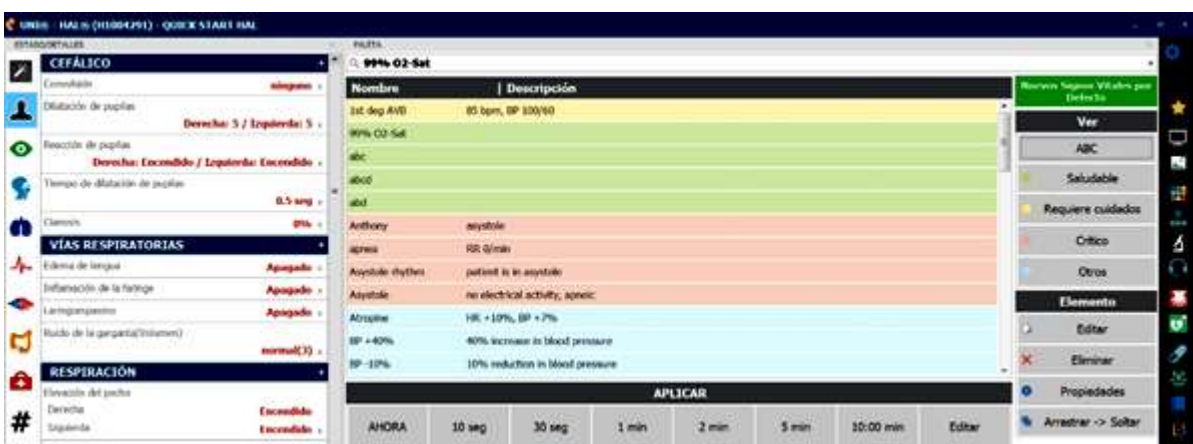 UNI® - HAL® (H1004291) - QUICK START HAL
ESTADO/DETALLES
PALETA
CEFÁLICO
Convulsión
ninguno
Dilatación de pupilas
Derecha: 5 / Izquierda: 5
Reacción de pupilas
Derecha: Encendido / Izquierda: Encendido
Tiempo de dilatación de pupilas
0.5 seg
Cianosis
0%
VÍAS RESPIRATORIAS
Edema de lengua
Apagado
Inflamación de la faringe
Apagado
Laringoespasmo
Apagado
Ruido de la garganta(Volumen)
normal(3)
RESPIRACIÓN
Elevación del pecho
Derecha
Encendido
Izquierda
Encendido
99% O2-Sat
Nombre | Descripción
1st deg AVB 85 bpm, BP 100/60
99% O2-Sat
abc
abcd
abd
Anthony asystole
apnea RR 0/min
Asystole rhythm patient is in asystole
Asystole no electrical activity, apneic
Atropine HR +10%, BP +7%
BP +40% 40% increase in blood pressure
BP -10% 10% reduction in blood pressure
APLICAR
AHORA
10 seg
30 seg
1 min
2 min
5 min
10:00 min
Editar
Nuevos Signos Vitales por
Defecto
Ver
ABC
Saludable
Requiere cuidados
Crítico
Otros
Elemento
Editar
Eliminar
Propiedades
Arrastrar -> Soltar
#